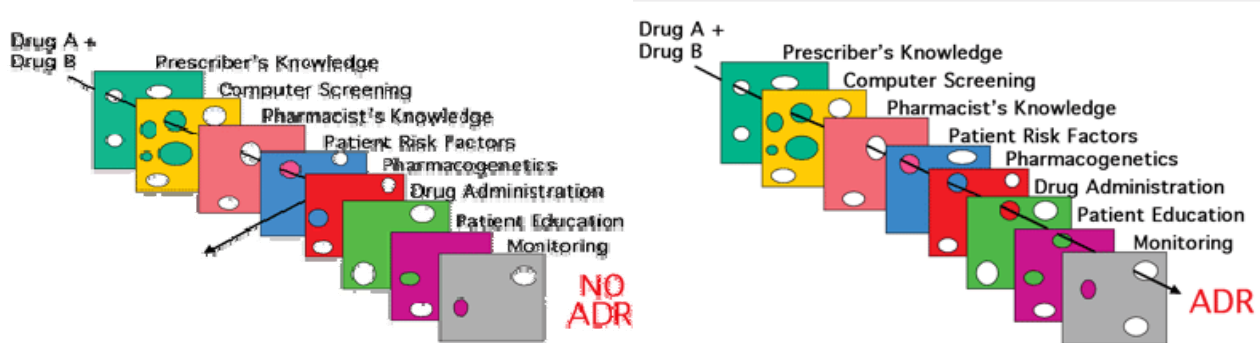 Drug A +
Drug B
Prescriber's Knowledge
Computer Screening
Pharmacist's Knowledge
Patient Risk Factors
Pharmacogenetics
Drug Administration
Patient Education
Monitoring
NO
ADR
Drug A +
Drug B
Prescriber's Knowledge
Computer Screening
Pharmacist's Knowledge
Patient Risk Factors
Pharmacogenetics
Drug Administration
Patient Education
Monitoring
ADR